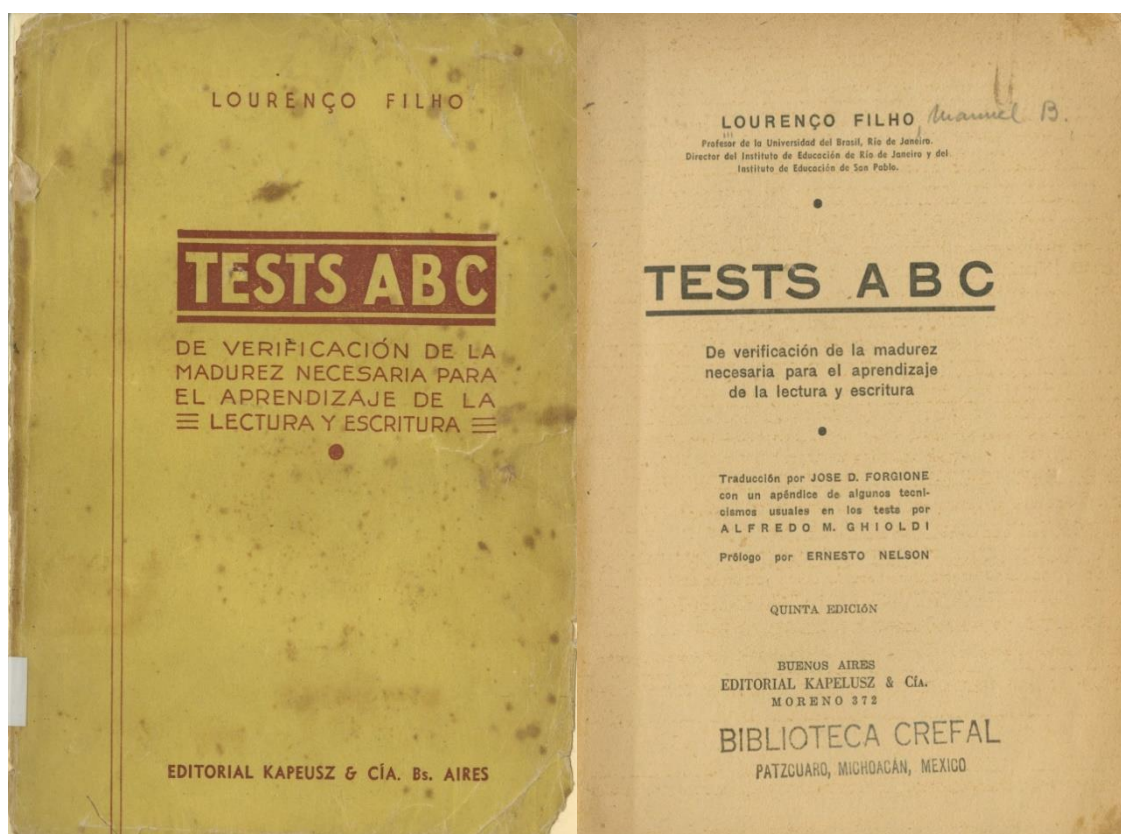 LOURENÇO FILHO
TESTS ABC
DE VERIFICACIÓN DE LA
MADUREZ NECESARIA PARA
EL APRENDIZAJE DE LA
LECTURA Y ESCRITURA
EDITORIAL KAPEUSZ & CÍA. Bs. AIRES
LOURENÇO FILHO, Manuel B.
Profesor de la Universidad del Brasil, Río de Janeiro.
Director del Instituto de Educación de Río de Janeiro y del
Instituto de Educación de San Pablo.
TESTS ABC
De verificación de la madurez
necesaria para el aprendizaje
de la lectura y escritura
Traducción por JOSE D. FORGIONE
con un apéndice de algunos tecni-
cismos usuales en los tests por
ALFREDO M. GHIOLDI
Prólogo por ERNESTO NELSON
QUINTA EDICIÓN
BUENOS AIRES
EDITORIAL KAPELUSZ & CÍA.
MORENO 372
BIBLIOTECA CREFAL
PATZCUARO, MICHOACÁN, MEXICO